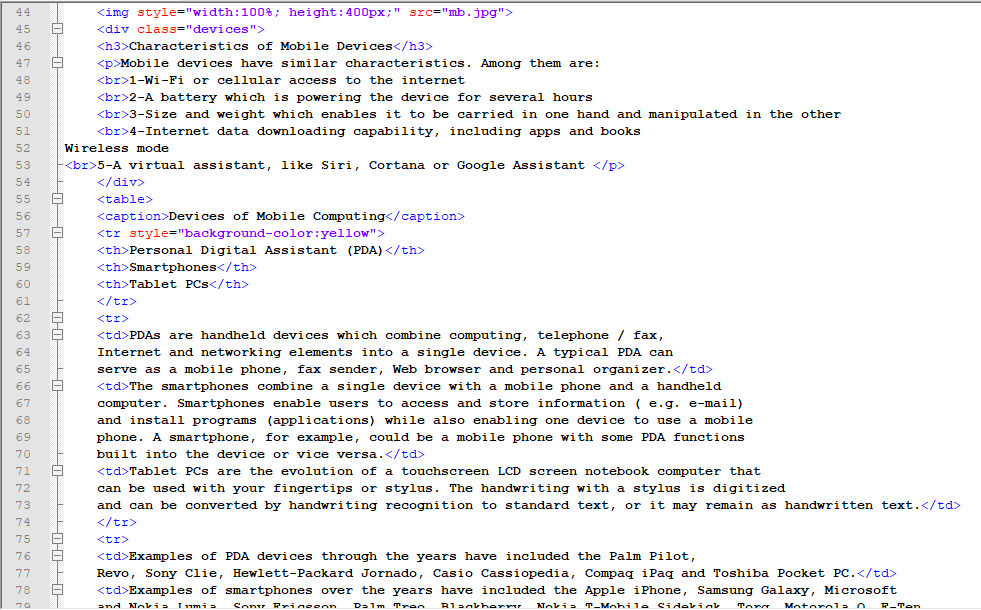 44 <img style="width:100%; height:400px;" src="mb.jpg">
45 <div class="devices">
46 <h3>Characteristics of Mobile Devices</h3>
47 <p>Mobile devices have similar characteristics. Among them are:
48 <br>1-Wi-Fi or cellular access to the internet
49 <br>2-A battery which is powering the device for several hours
50 <br>3-Size and weight which enables it to be carried in one hand and manipulated in the other
51 <br>4-Internet data downloading capability, including apps and books
52 Wireless mode
53 <br>5-A virtual assistant, like Siri, Cortana or Google Assistant </p>
54 </div>
55 <table>
56 <caption>Devices of Mobile Computing</caption>
57 <tr style="background-color:yellow">
58 <th>Personal Digital Assistant (PDA)</th>
59 <th>Smartphones</th>
60 <th>Tablet PCs</th>
61 </tr>
62 <tr>
63 <td>PDAs are handheld devices which combine computing, telephone / fax,
64 Internet and networking elements into a single device. A typical PDA can
65 serve as a mobile phone, fax sender, Web browser and personal organizer.</td>
66 <td>The smartphones combine a single device with a mobile phone and a handheld
67 computer. Smartphones enable users to access and store information ( e.g. e-mail)
68 and install programs (applications) while also enabling one device to use a mobile
69 phone. A smartphone, for example, could be a mobile phone with some PDA functions
70 built into the device or vice versa.</td>
71 <td>Tablet PCs are the evolution of a touchscreen LCD screen notebook computer that
72 can be used with your fingertips or stylus. The handwriting with a stylus is digitized
73 and can be converted by handwriting recognition to standard text, or it may remain as handwritten text.</td>
74 </tr>
75 <tr>
76 <td>Examples of PDA devices through the years have included the Palm Pilot,
77 Revo, Sony Clie, Hewlett-Packard Jornado, Casio Cassiopedia, Compaq iPaq and Toshiba Pocket PC.</td>
78 <td>Examples of smartphones over the years have included the Apple iPhone, Samsung Galaxy, Microsoft
79 and Nokia Lumia, Sony Ericsson, Palm Treo, Blackberry, Nokia T-Mobile Sidekick, Torq, Motorola Q, E-Ten